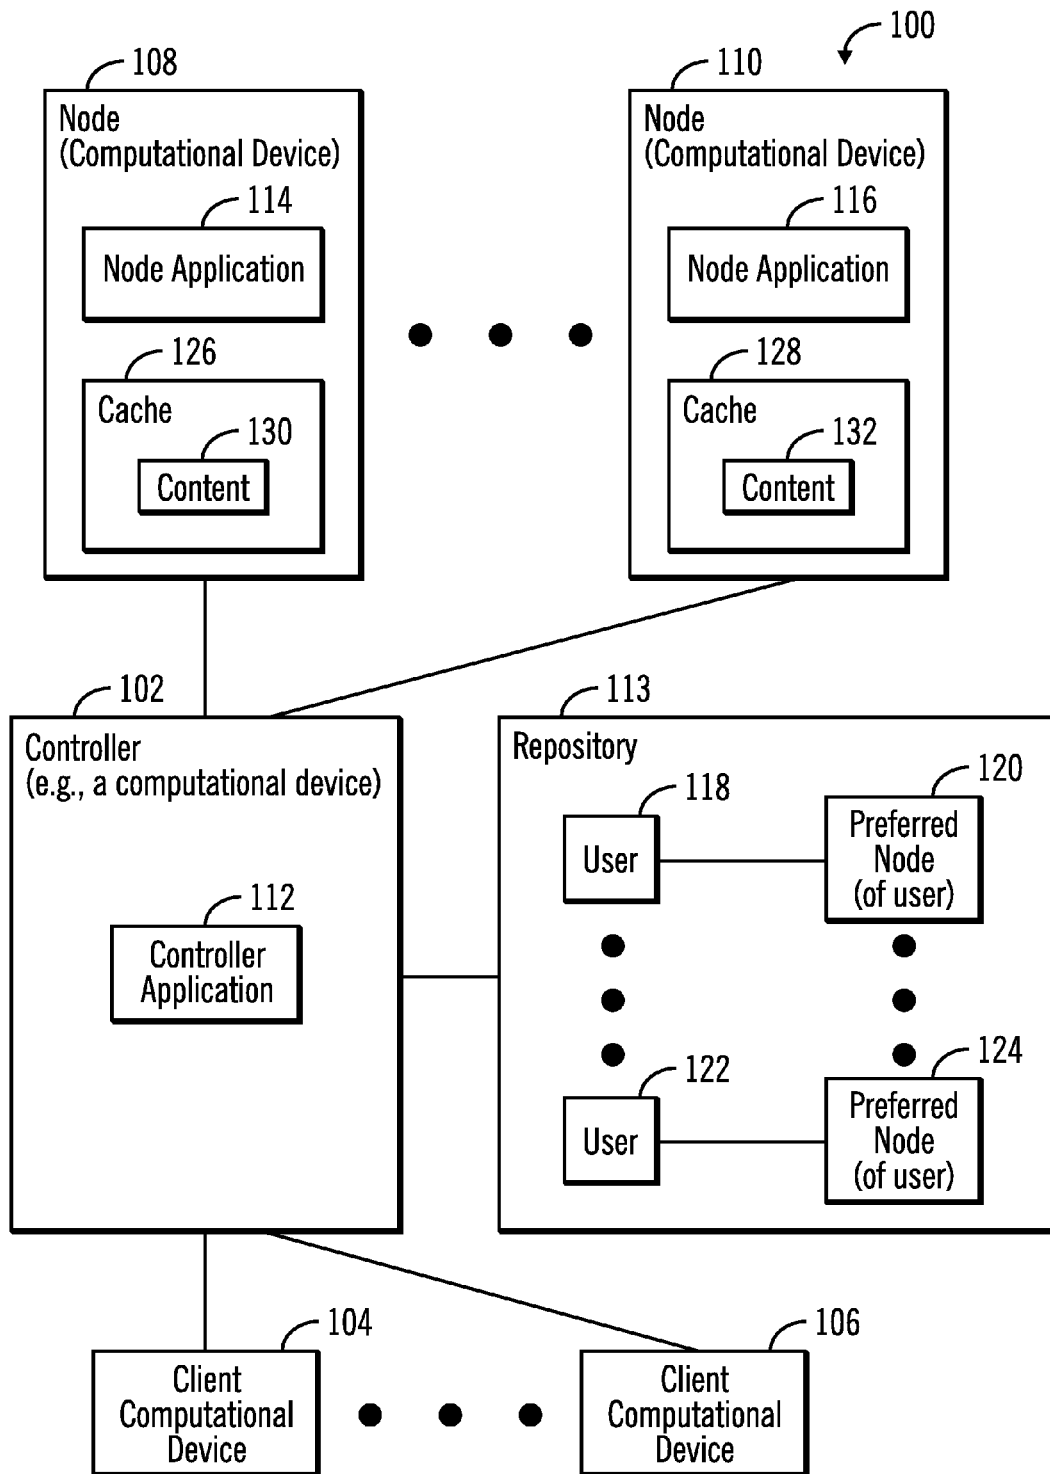 100
108
Node
(Computational Device)
114
Node Application
126
Cache
130
Content
110
Node
(Computational Device)
116
Node Application
128
Cache
132
Content
102
Controller
(e.g., a computational device)
112
Controller
Application
113
Repository
118
User
120
Preferred
Node
(of user)
122
User
124
Preferred
Node
(of user)
104
Client
Computational
Device
106
Client
Computational
Device